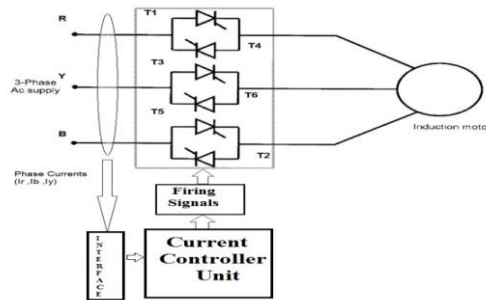 R
T1
T4
T3
Y
3-Phase
Ac supply
T6
T5
B
T2
Induction moto
Phase Currents
(Ir ,Ib ,Iy)
Firing
Signals
INTERFACE
Current
Controller
Unit